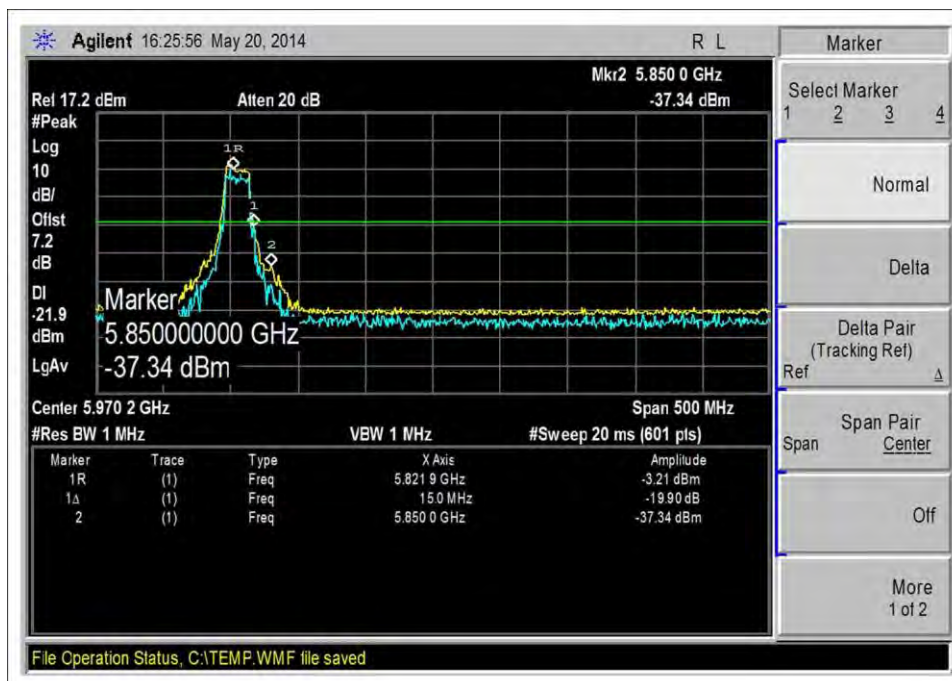 Agilent 16:25:56 May 20, 2014 R L
Mkr2 5.850 0 GHz
Ref 17.2 dBm Atten 20 dB -37.34 dBm
#Peak
Log
10
dB/
Offst
7.2
dB
DI
-21.9
dBm
LgAv
1R
1
2
Marker
5.850000000 GHz
-37.34 dBm
Center 5.970 2 GHz Span 500 MHz
#Res BW 1 MHz VBW 1 MHz #Sweep 20 ms (601 pts)
Marker Trace Type X Axis Amplitude
1R (1) Freq 5.821 9 GHz -3.21 dBm
1Δ (1) Freq 15.0 MHz -19.90 dB
2 (1) Freq 5.850 0 GHz -37.34 dBm
File Operation Status, C:\TEMP.WMF file saved
Marker
Select Marker
1 2 3 4
Normal
Delta
Delta Pair
(Tracking Ref)
Ref Δ
Span Pair
Span Center
Off
More
1 of 2